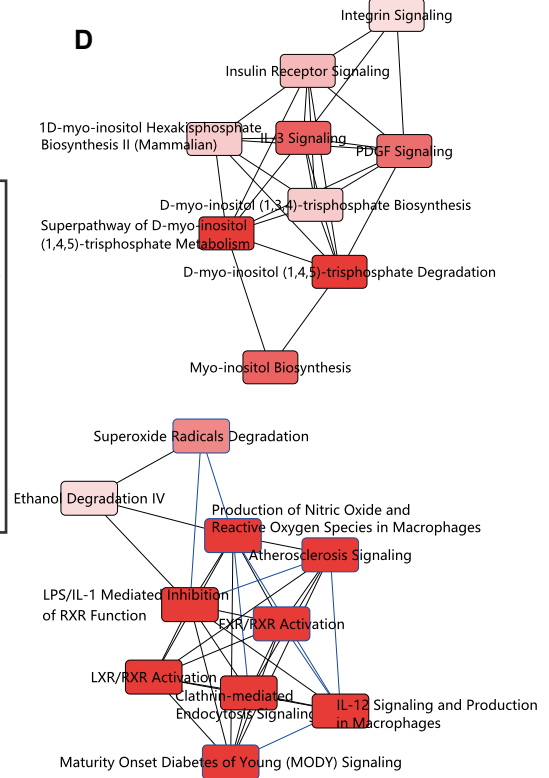 D
Integrin Signaling
Insulin Receptor Signaling
1D-myo-inositol Hexakisphosphate
Biosynthesis II (Mammalian)
IL-3 Signaling
PDGF Signaling
D-myo-inositol (1,3,4)-trisphosphate Biosynthesis
Superpathway of D-myo-inositol
(1,4,5)-trisphosphate Metabolism
D-myo-inositol (1,4,5)-trisphosphate Degradation
Myo-inositol Biosynthesis
Superoxide Radicals Degradation
Ethanol Degradation IV
Production of Nitric Oxide and
Reactive Oxygen Species in Macrophages
Atherosclerosis Signaling
LPS/IL-1 Mediated Inhibition
of RXR Function
FXR/RXR Activation
LXR/RXR Activation
Clathrin-mediated
Endocytosis Signaling
IL-12 Signaling and Production
in Macrophages
Maturity Onset Diabetes of Young (MODY) Signaling